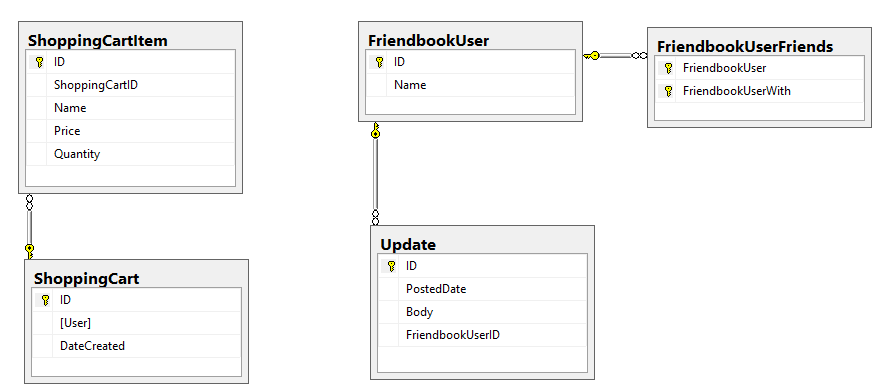 ShoppingCartItem
ID
ShoppingCartID
Name
Price
Quantity
ShoppingCart
ID
[User]
DateCreated
FriendbookUser
ID
Name
Update
ID
PostedDate
Body
FriendbookUserID
FriendbookUserFriends
FriendbookUser
FriendbookUserWith